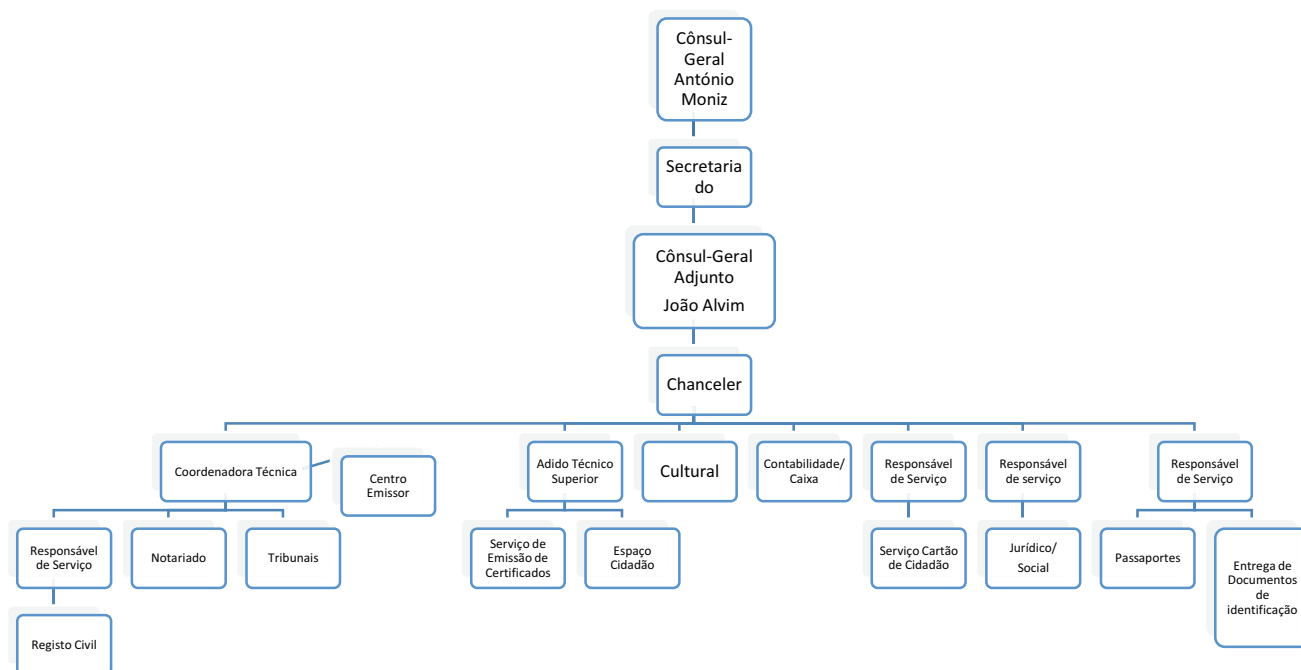 Cônsul-
Geral
António
Moniz
Secretaria
do
Cônsul-Geral
Adjunto
João Alvim
Chanceler
Coordenadora Técnica
Centro
Emissor
Adido Técnico
Superior
Cultural
Contabilidade/
Caixa
Responsável
de Serviço
Responsável
de serviço
Responsável
de Serviço
Responsável
de Serviço
Notariado
Tribunais
Serviço de
Emissão de
Certificados
Espaço
Cidadão
Serviço Cartão
de Cidadão
Jurídico/
Social
Passaportes
Entrega de
Documentos
de
identificação
Registo Civil